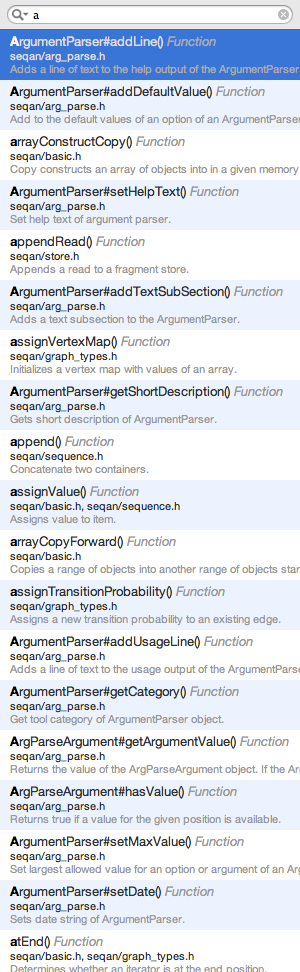 a
ArgumentParser#addLine() Function
seqan/arg_parse.h
Adds a line of text to the help output of the ArgumentParser
ArgumentParser#addDefaultValue() Function
seqan/arg_parse.h
Add to the default values of an option of an ArgumentParser
arrayConstructCopy() Function
seqan/basic.h
Copy constructs an array of objects into in a given memory
ArgumentParser#setHelpText() Function
seqan/arg_parse.h
Set help text of argument parser.
appendRead() Function
seqan/store.h
Appends a read to a fragment store.
ArgumentParser#addTextSubSection() Function
seqan/arg_parse.h
Adds a text subsection to the ArgumentParser.
assignVertexMap() Function
seqan/graph_types.h
Initializes a vertex map with values of an array.
ArgumentParser#getShortDescription() Function
seqan/arg_parse.h
Gets short description of ArgumentParser.
append() Function
seqan/sequence.h
Concatenate two containers.
assignValue() Function
seqan/basic.h, seqan/sequence.h
Assigns value to item.
arrayCopyForward() Function
seqan/basic.h
Copies a range of objects into another range of objects star
assignTransitionProbability() Function
seqan/graph_types.h
Assigns a new transition probability to an existing edge.
ArgumentParser#addUsageLine() Function
seqan/arg_parse.h
Adds a line of text to the usage output of the ArgumentParse
ArgumentParser#getCategory() Function
seqan/arg_parse.h
Get tool category of ArgumentParser object.
ArgParseArgument#getArgumentValue() Function
seqan/arg_parse.h
Returns the value of the ArgParseArgument object. If the Ar
ArgParseArgument#hasValue() Function
seqan/arg_parse.h
Returns true if a value for the given position is available.
ArgumentParser#setMaxValue() Function
seqan/arg_parse.h
Set largest allowed value for an option or argument of an Ar
ArgumentParser#setDate() Function
seqan/arg_parse.h
Sets date string of ArgumentParser.
atEnd() Function
seqan/basic.h, seqan/graph_types.h
Determines whether an iterator is at the end position.